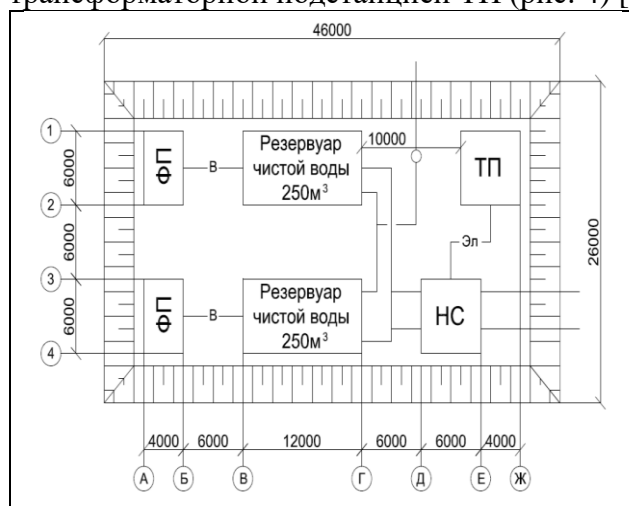 трансформаторной подстанцией ТП (рис. 4) [
46000
1
2
3
4
6000
6000
6000
ФП
В
Резервуар
чистой воды
250м³
10000
ТП
Эл
26000
ФП
В
Резервуар
чистой воды
250м³
НС
4000
6000
12000
6000
6000
4000
А
Б
В
Г
Д
Е
Ж